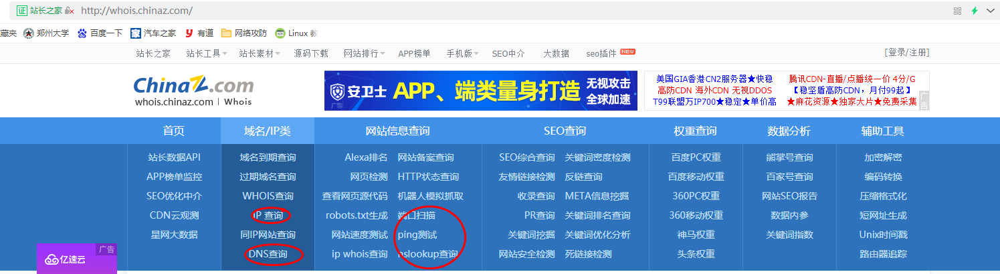 证 站长之家 http://whois.chinaz.com/
收藏夹 郑州大学 百度一下 家 汽车之家 有道 网络攻防 Linux 教
站长之家 站长工具 站长素材 源码下载 网站排行 APP榜单 手机版 SEO中介 大数据 seo插件 NEW [登录/注册]
ChinaZ.com
whois.chinaz.com | Whois
安卫士 APP、端类量身打造 无视攻击 全球加速 广告
美国GIA香港CN2服务器★快稳 腾讯CDN-直播/点播统一价 4分/G
高防CDN 海外CDN 无视DDOS 【稳坚盾高防CDN，月付99起】
T99联盟万IP700★稳定★单价高 ★麻花资源★独家大片★免费采集
广告
首页 域名/IP类 网站信息查询 SEO查询 权重查询 数据分析 辅助工具
站长数据API 域名到期查询 Alexa排名 网站备案查询 SEO综合查询 关键词密度检测 百度PC权重 熊掌号查询 加密解密
APP榜单监控 过期域名查询 网页检测 HTTP状态查询 友情链接检测 反链查询 百度移动权重 百家号查询 编码转换
SEO优化中介 WHOIS查询 查看网页源代码 机器人模拟抓取 收录查询 META信息挖掘 360PC权重 网站SEO报告 压缩格式化
CDN云观测 IP 查询 robots.txt生成 端口扫描 PR查询 关键词排名查询 360移动权重 数据内参 短网址生成
星网大数据 同IP网站查询 网站速度测试 ping测试 关键词挖掘 关键词优化分析 神马权重 关键词指数 Unix时间戳
DNS查询 ip whois查询 nslookup查询 网站安全检测 死链接检测 头条权重 路由器追踪
广告
亿速云